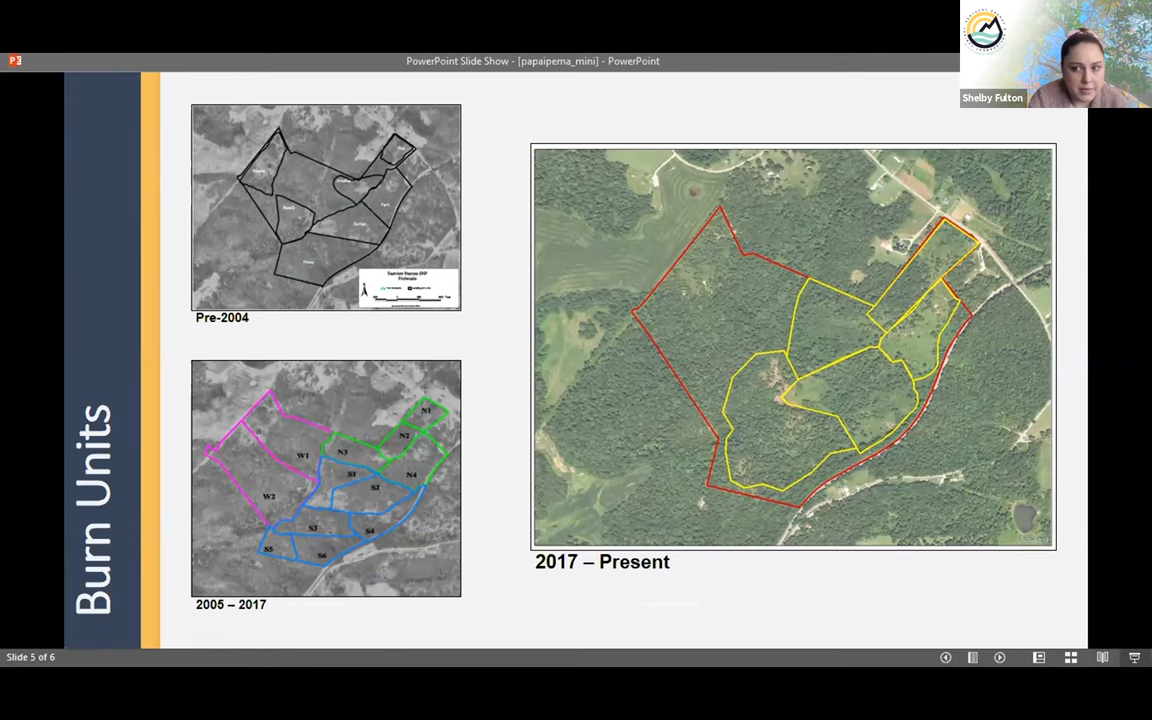 PowerPoint Slide Show - [papaipema_mini] - PowerPoint
Shelby Fulton
Burn Units
Pre-2004
N1
N2
W1
N3
S1
N4
S2
W2
S3
S4
S5
S6
2005 – 2017
2017 – Present
Slide 5 of 6